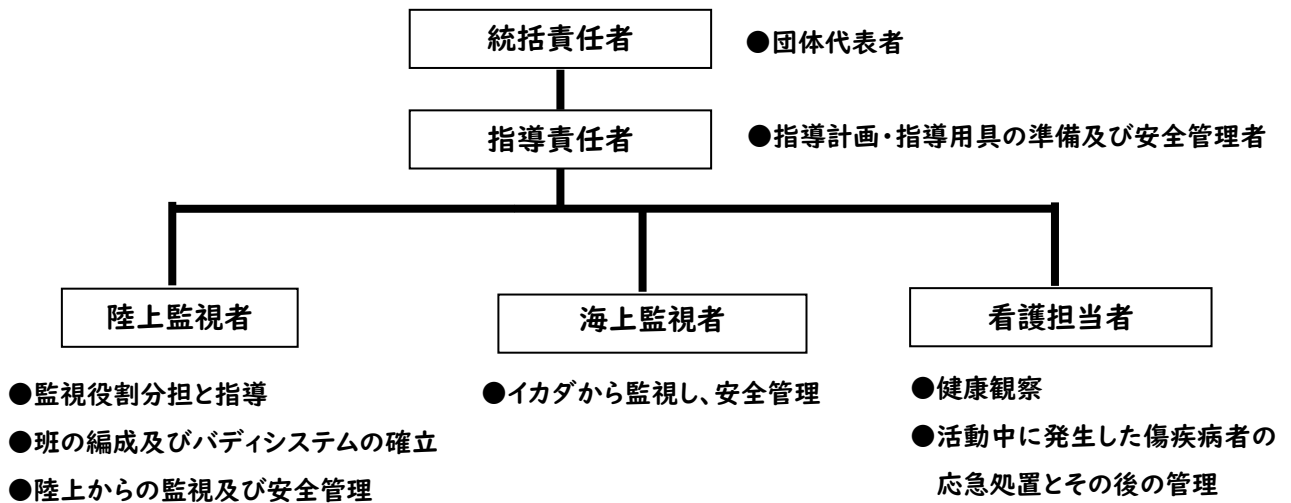 統括責任者
●団体代表者
指導責任者
●指導計画・指導用具の準備及び安全管理者
陸上監視者
●監視役割分担と指導
●班の編成及びバディシステムの確立
●陸上からの監視及び安全管理
海上監視者
●イカダから監視し、安全管理
看護担当者
●健康観察
●活動中に発生した傷疾病者の
応急処置とその後の管理